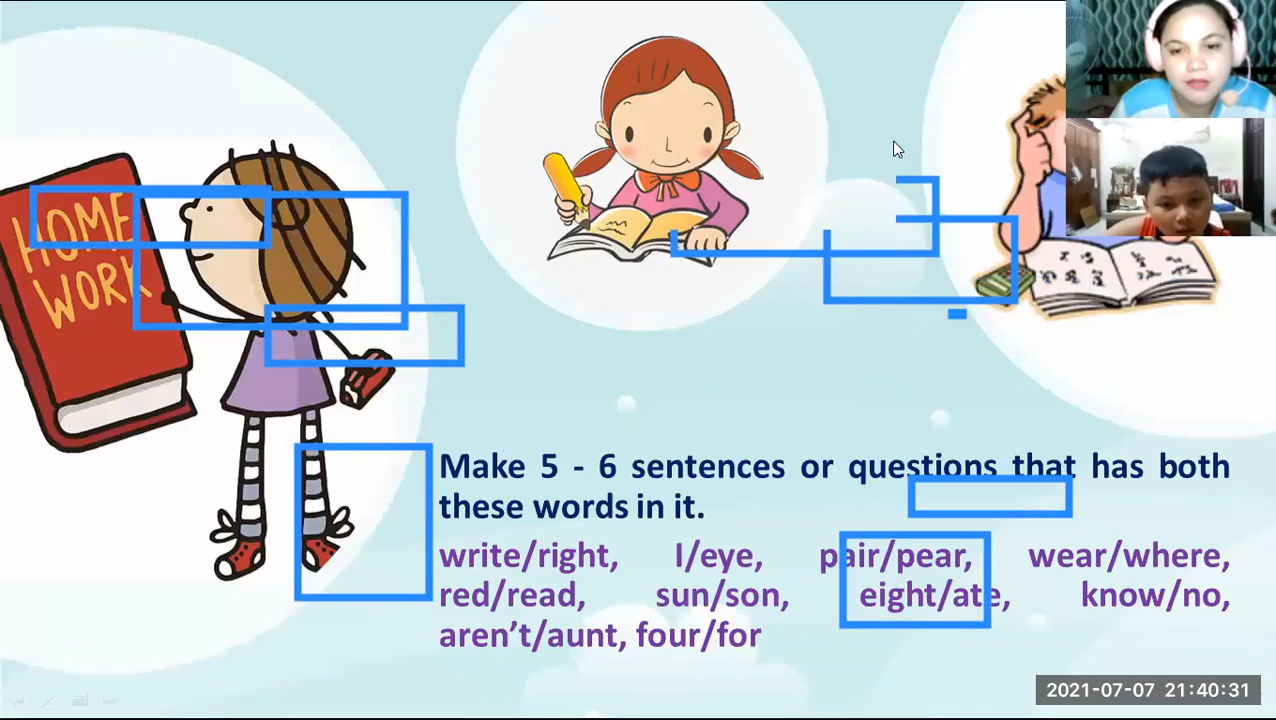 HOME
WORK
Make 5 - 6 sentences or questions that has both
these words in it.
write/right, I/eye, pair/pear, wear/where,
red/read, sun/son, eight/ate, know/no,
aren't/aunt, four/for
2021-07-07 21:40:31